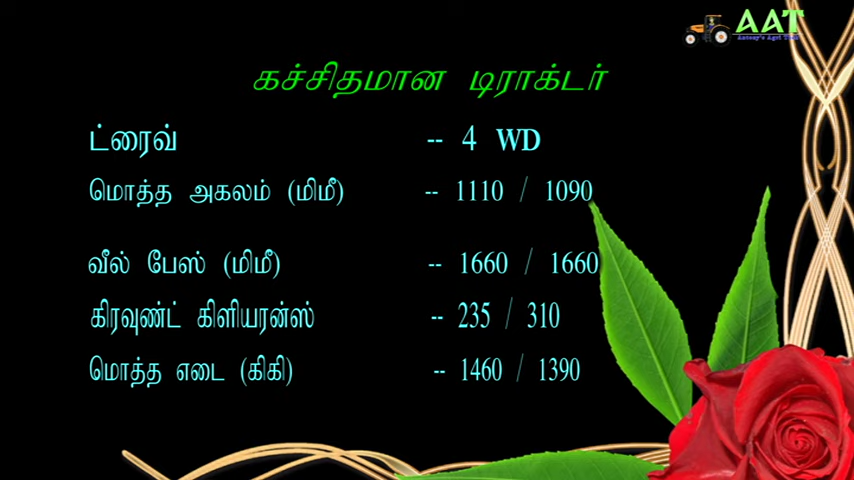 AAT
கச்சிதமான டிராக்டர்
ட்ரைவ் -- 4 WD
மொத்த அகலம் (மிமீ) -- 1110 / 1090
வீல் பேஸ் (மிமீ) -- 1660 / 1660
கிரவுண்ட் கிளியரன்ஸ் -- 235 / 310
மொத்த எடை (கிகி) -- 1460 / 1390